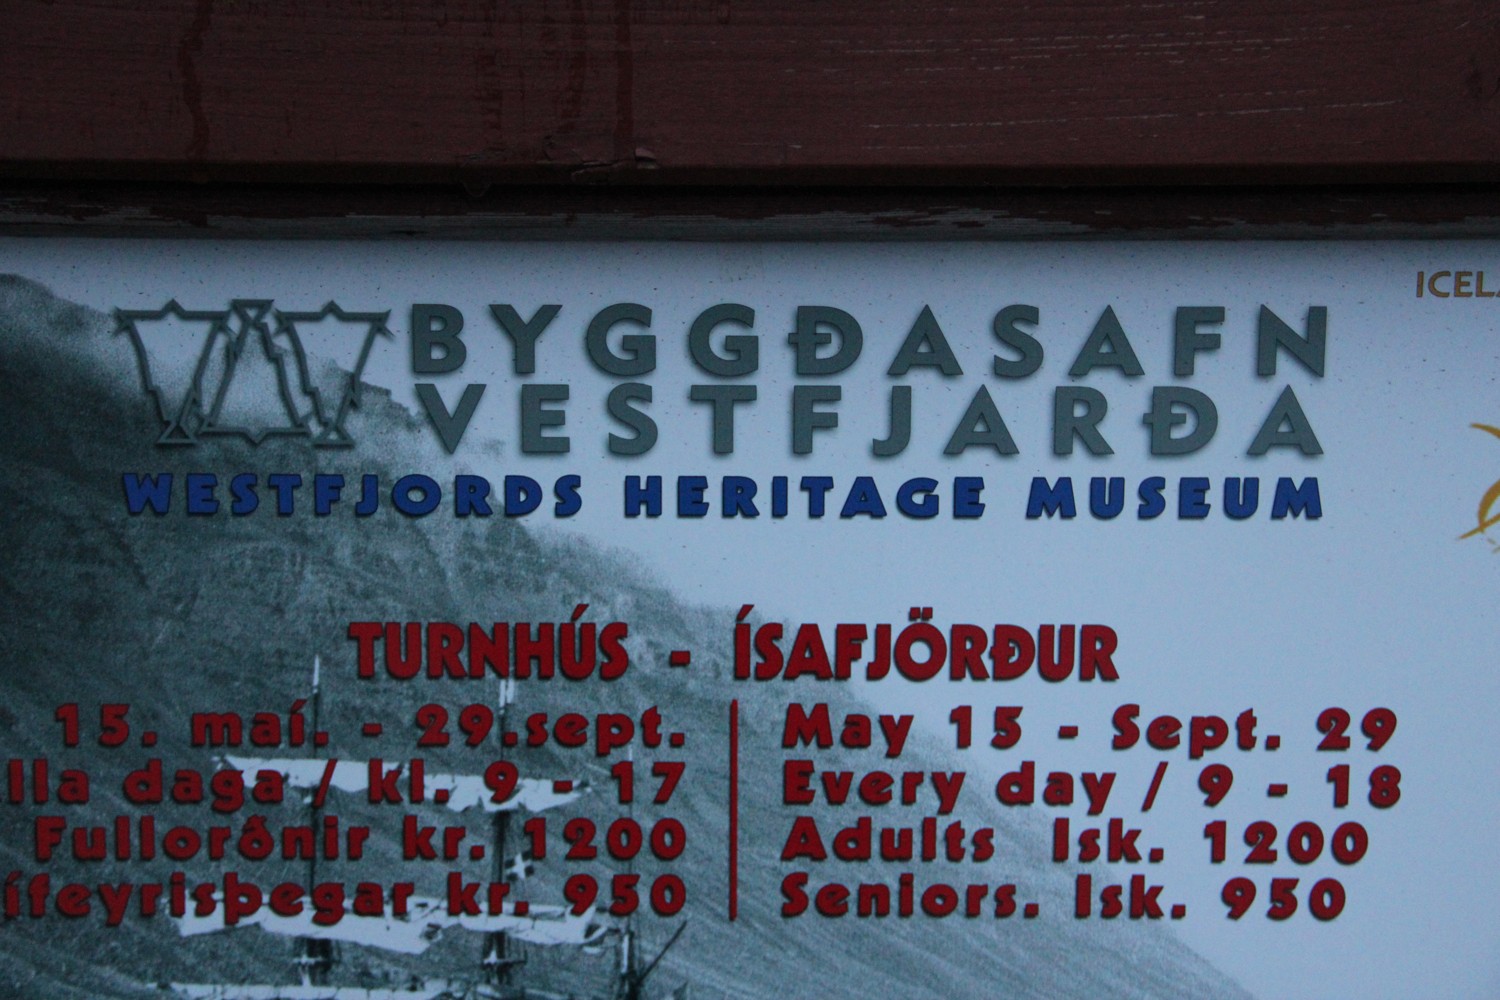 BYGGÐASAFN
VESTFJARÐA
WESTFJORDS HERITAGE MUSEUM
TURNHÚS - ÍSAFJÖRÐUR
15. maí. - 29.sept.
daga / kl. 9 - 17
Fullorðnir kr. 1200
kr. 950
May 15 - Sept. 29
Every day / 9 - 18
Adults Isk. 1200
Seniors. Isk. 950